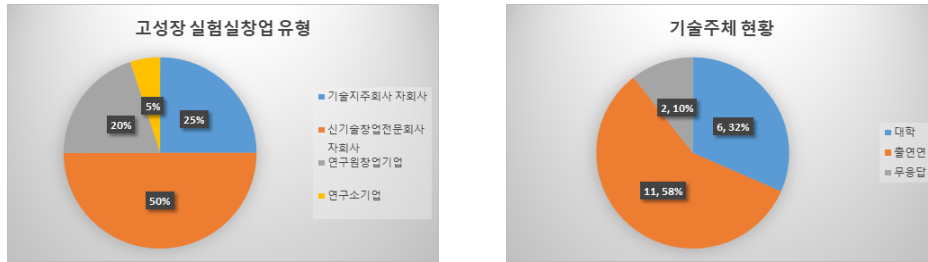 고성장 실험실창업 유형
5%
25%
20%
50%
기술지주회사 자회사
신기술창업전문회사
자회사
연구원창업기업
연구소기업
기술주체 현황
2, 10%
6, 32%
11, 58%
대학
출연연
무응답